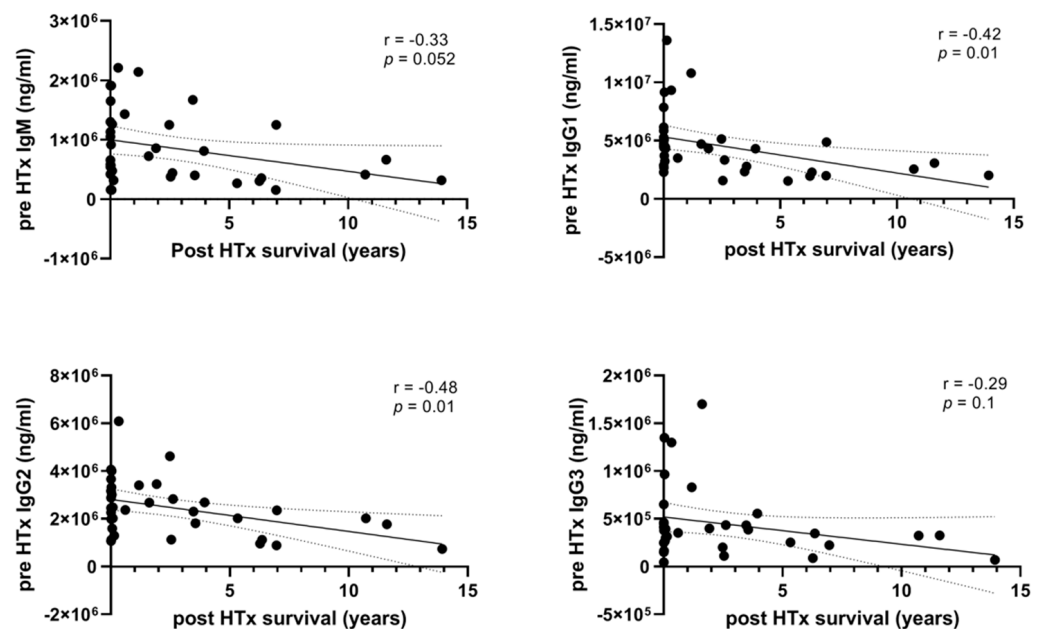 3×10⁶
2×10⁶
1×10⁶
0
-1×10⁶
pre HTx IgM (ng/ml)
r = -0.33
p = 0.052
5
10
15
Post HTx survival (years)
1.5×10⁷
1×10⁷
5×10⁶
0
-5×10⁶
pre HTx IgG1 (ng/ml)
r = -0.42
p = 0.01
5
10
15
post HTx survival (years)
8×10⁶
6×10⁶
4×10⁶
2×10⁶
0
-2×10⁶
pre HTx IgG2 (ng/ml)
r = -0.48
p = 0.01
5
10
15
post HTx survival (years)
2×10⁶
1.5×10⁶
1×10⁶
5×10⁵
0
-5×10⁵
pre HTx IgG3 (ng/ml)
r = -0.29
p = 0.1
5
10
15
post HTx survival (years)